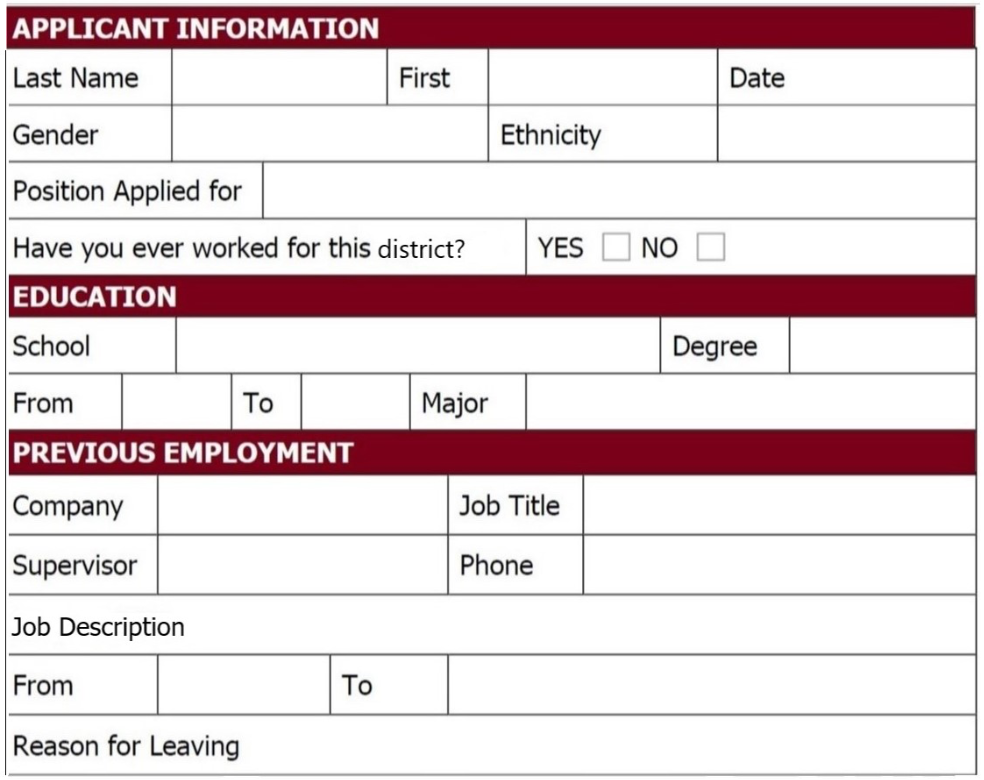 APPLICANT INFORMATION
Last Name First Date
Gender Ethnicity
Position Applied for
Have you ever worked for this district? YES NO
EDUCATION
School Degree
From To Major
PREVIOUS EMPLOYMENT
Company Job Title
Supervisor Phone
Job Description
From To
Reason for Leaving